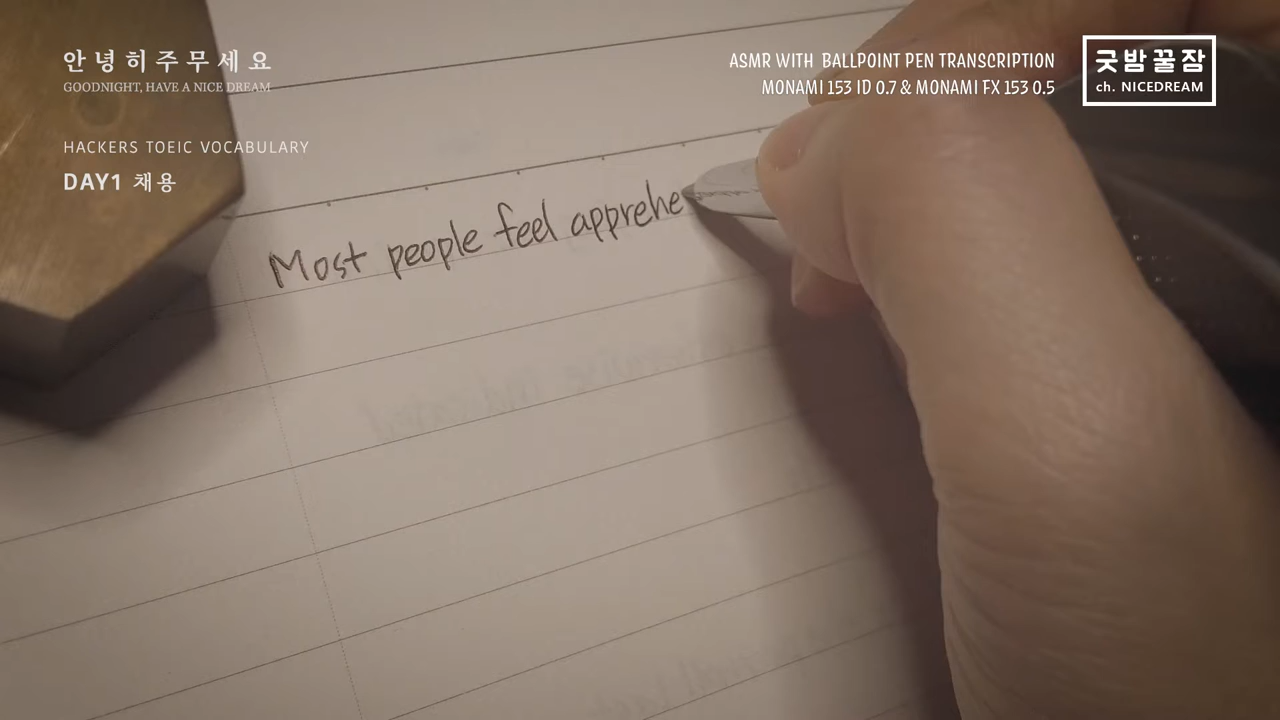 안녕히주무세요
GOODNIGHT, HAVE A NICE DREAM
HACKERS TOEIC VOCABULARY
DAY1 채용
ASMR WITH BALLPOINT PEN TRANSCRIPTION
MONAMI 153 ID 0.7 & MONAMI FX 153 0.5
굿밤꿀잠
ch. NICEDREAM
Most people feel apprehe